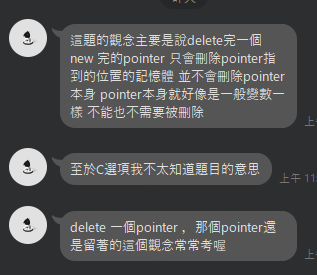 這題的觀念主要是說delete完一個
new 完的pointer 只會刪除pointer指
到的位置的記憶體 並不會刪除pointer
本身 pointer本身就好像是一般變數一
樣 不能也不需要被刪除
上午
至於C選項我不太知道題目的意思
上午 11
delete 一個pointer ，那個pointer還
是留著的這個觀念常常考喔